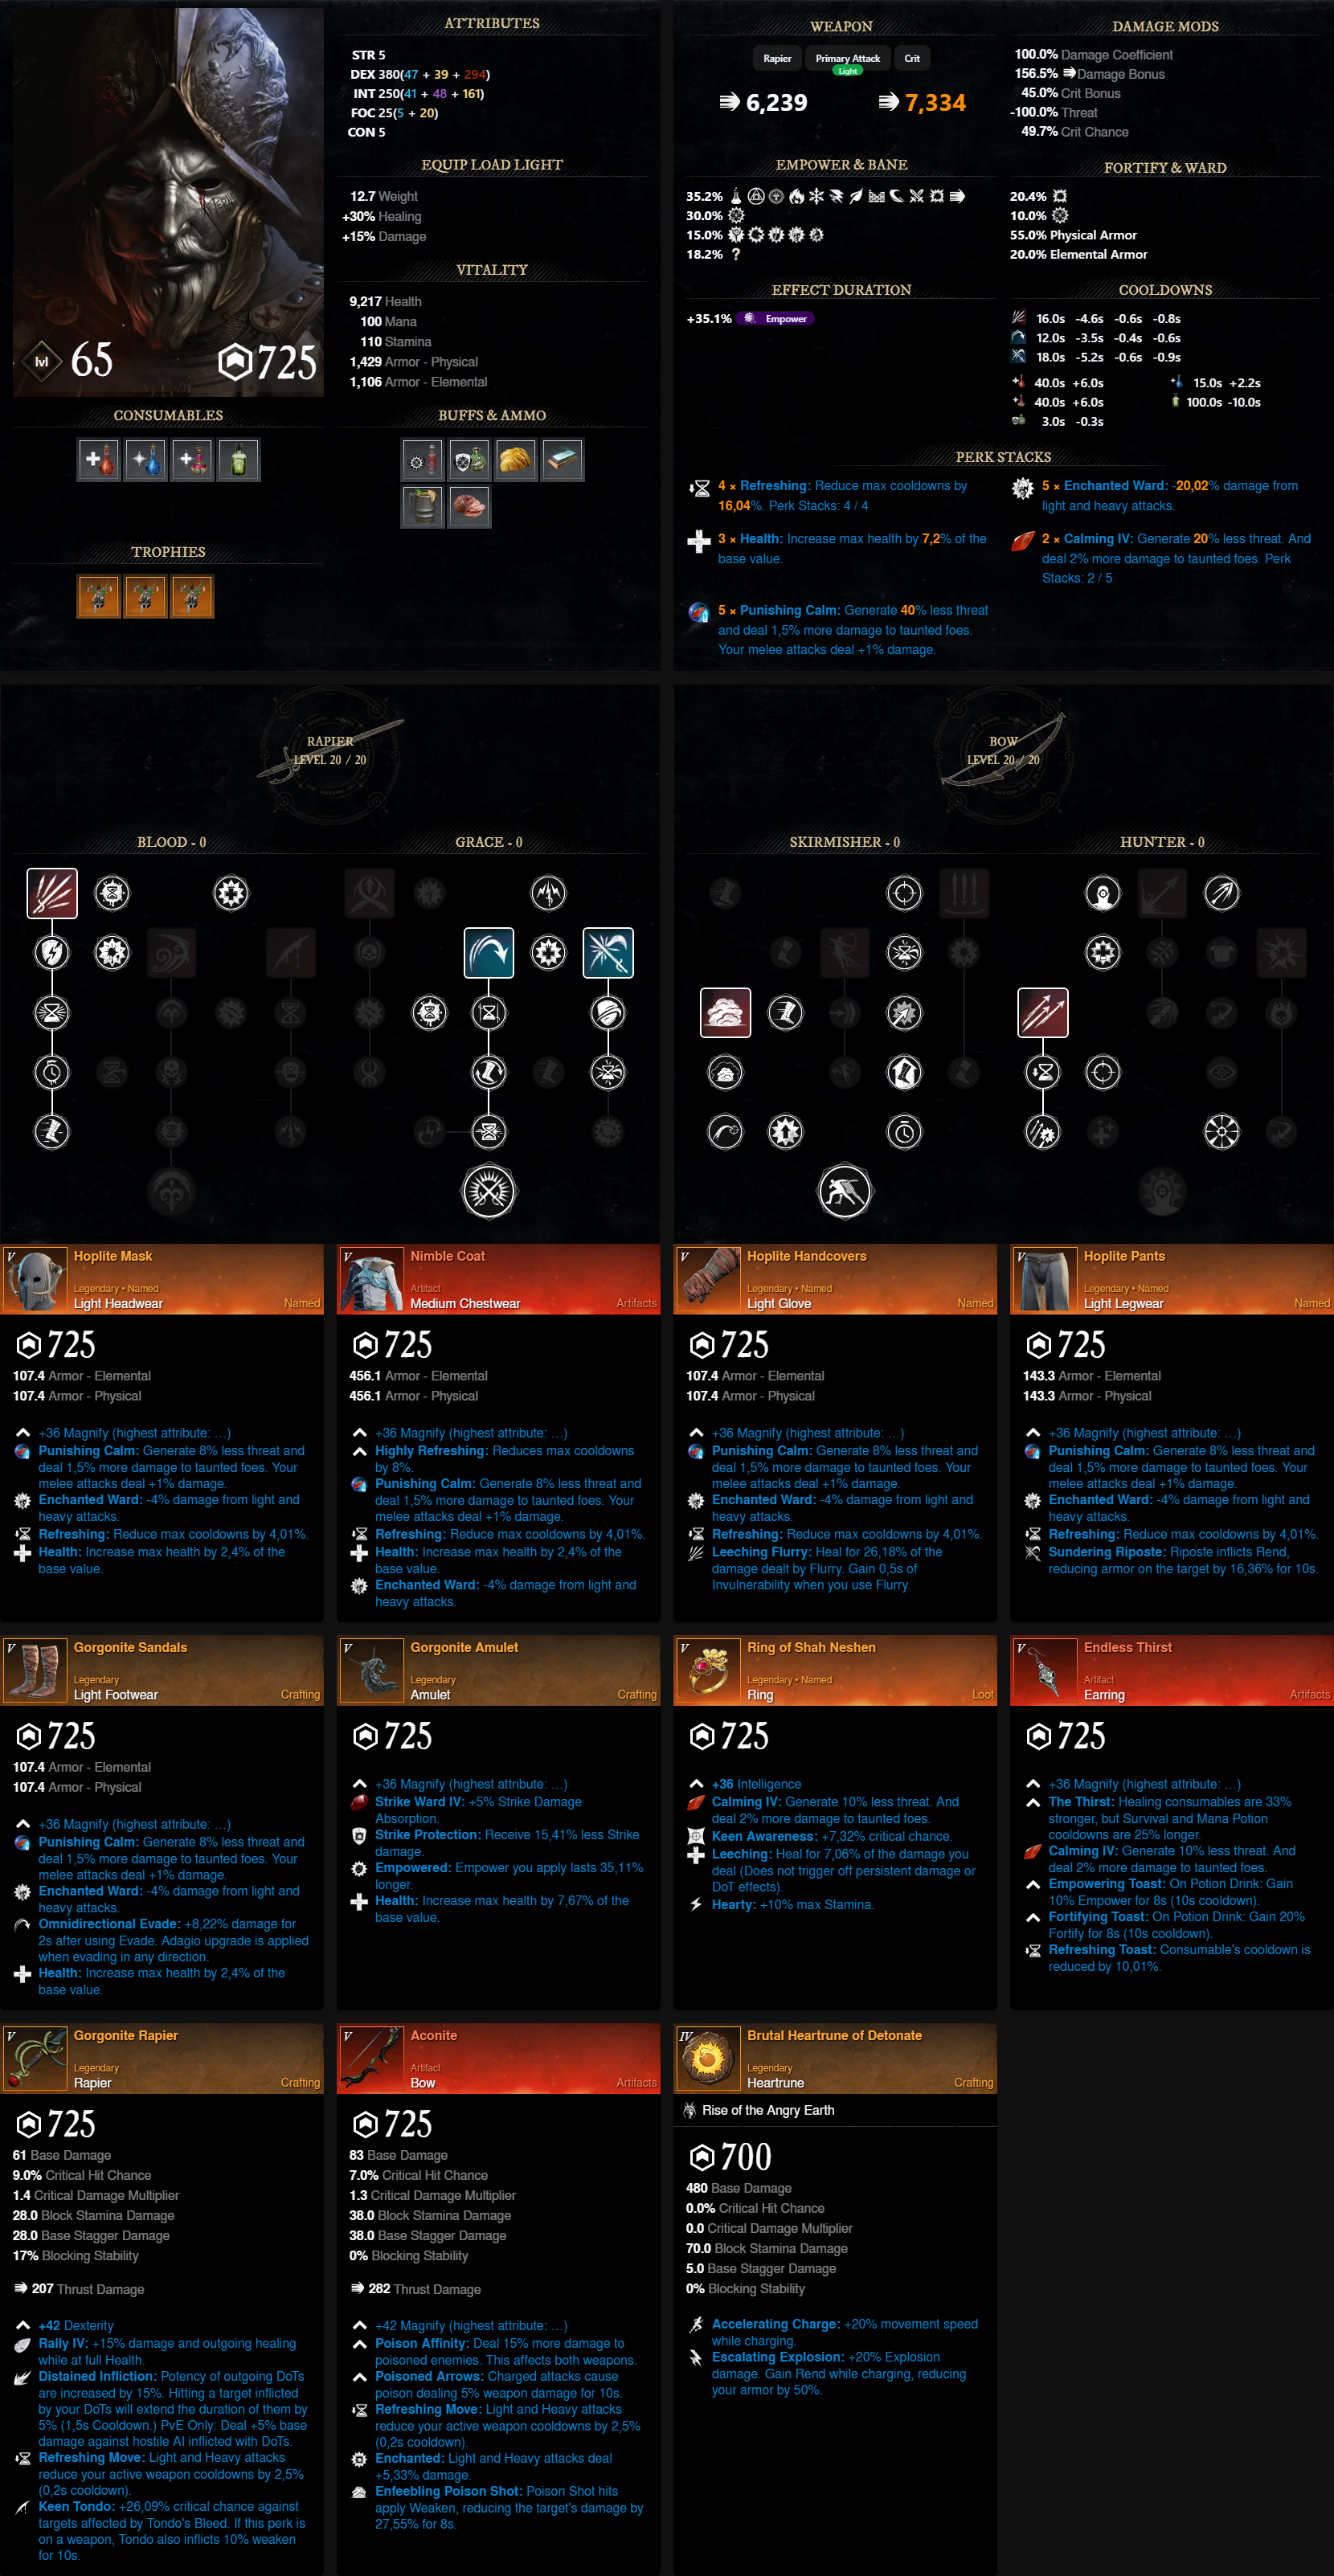 ATTRIBUTES
STR 5
DEX 380(47 + 39 + 294)
INT 250(41 + 48 + 161)
FOC 25(5 + 20)
CON 5
EQUIP LOAD LIGHT
12.7 Weight
+30% Healing
+15% Damage
VITALITY
9,217 Health
100 Mana
110 Stamina
1,429 Armor - Physical
1,106 Armor - Elemental
lvl 65
725
CONSUMABLES
BUFFS & AMMO
TROPHIES
WEAPON
Rapier
Primary Attack
Light
Crit
6,239
7,334
DAMAGE MODS
100.0% Damage Coefficient
156.5% Damage Bonus
45.0% Crit Bonus
-100.0% Threat
49.7% Crit Chance
EMPOWER & BANE
35.2%
30.0%
15.0%
18.2% ?
FORTIFY & WARD
20.4%
10.0%
55.0% Physical Armor
20.0% Elemental Armor
EFFECT DURATION
+35.1% Empower
COOLDOWNS
16.0s -4.6s -0.6s -0.8s
12.0s -3.5s -0.4s -0.6s
18.0s -5.2s -0.6s -0.9s
40.0s +6.0s 15.0s +2.2s
40.0s +6.0s 100.0s -10.0s
3.0s -0.3s
PERK STACKS
4 × Refreshing: Reduce max cooldowns by
16,04%. Perk Stacks: 4 / 4
5 × Enchanted Ward: -20,02% damage from
light and heavy attacks.
3 × Health: Increase max health by 7,2% of the
base value.
2 × Calming IV: Generate 20% less threat. And
deal 2% more damage to taunted foes. Perk
Stacks: 2 / 5
5 × Punishing Calm: Generate 40% less threat
and deal 1,5% more damage to taunted foes.
Your melee attacks deal +1% damage.
RAPIER
LEVEL 20 / 20
BLOOD - 0
GRACE - 0
BOW
LEVEL 20 / 20
SKIRMISHER - 0
HUNTER - 0
V
Hoplite Mask
Legendary • Named
Light Headwear
Named
725
107.4 Armor - Elemental
107.4 Armor - Physical
+36 Magnify (highest attribute: ...)
Punishing Calm: Generate 8% less threat and
deal 1,5% more damage to taunted foes. Your
melee attacks deal +1% damage.
Enchanted Ward: -4% damage from light and
heavy attacks.
Refreshing: Reduce max cooldowns by 4,01%.
Health: Increase max health by 2,4% of the
base value.
V
Nimble Coat
Artifact
Medium Chestwear
Artifacts
725
456.1 Armor - Elemental
456.1 Armor - Physical
+36 Magnify (highest attribute: ...)
Highly Refreshing: Reduces max cooldowns
by 8%.
Punishing Calm: Generate 8% less threat and
deal 1,5% more damage to taunted foes. Your
melee attacks deal +1% damage.
Refreshing: Reduce max cooldowns by 4,01%.
Health: Increase max health by 2,4% of the
base value.
Enchanted Ward: -4% damage from light and
heavy attacks.
V
Hoplite Handcovers
Legendary • Named
Light Glove
Named
725
107.4 Armor - Elemental
107.4 Armor - Physical
+36 Magnify (highest attribute: ...)
Punishing Calm: Generate 8% less threat and
deal 1,5% more damage to taunted foes. Your
melee attacks deal +1% damage.
Enchanted Ward: -4% damage from light and
heavy attacks.
Refreshing: Reduce max cooldowns by 4,01%.
Leeching Flurry: Heal for 26,18% of the
damage dealt by Flurry. Gain 0,5s of
Invulnerability when you use Flurry.
V
Hoplite Pants
Legendary • Named
Light Legwear
Named
725
143.3 Armor - Elemental
143.3 Armor - Physical
+36 Magnify (highest attribute: ...)
Punishing Calm: Generate 8% less threat and
deal 1,5% more damage to taunted foes. Your
melee attacks deal +1% damage.
Enchanted Ward: -4% damage from light and
heavy attacks.
Refreshing: Reduce max cooldowns by 4,01%.
Sundering Riposte: Riposte inflicts Rend,
reducing armor on the target by 16,36% for 10s.
V
Gorgonite Sandals
Legendary
Light Footwear
Crafting
725
107.4 Armor - Elemental
107.4 Armor - Physical
+36 Magnify (highest attribute: ...)
Punishing Calm: Generate 8% less threat and
deal 1,5% more damage to taunted foes. Your
melee attacks deal +1% damage.
Enchanted Ward: -4% damage from light and
heavy attacks.
Omnidirectional Evade: +8,22% damage for
2s after using Evade. Adagio upgrade is applied
when evading in any direction.
Health: Increase max health by 2,4% of the
base value.
V
Gorgonite Amulet
Legendary
Amulet
Crafting
725
+36 Magnify (highest attribute: ...)
Strike Ward IV: +5% Strike Damage
Absorption.
Strike Protection: Receive 15,41% less Strike
damage.
Empowered: Empower you apply lasts 35,11%
longer.
Health: Increase max health by 7,67% of the
base value.
V
Ring of Shah Neshen
Legendary • Named
Ring
Loot
725
+36 Intelligence
Calming IV: Generate 10% less threat. And
deal 2% more damage to taunted foes.
Keen Awareness: +7,32% critical chance.
Leeching: Heal for 7,06% of the damage you
deal (Does not trigger off persistent damage or
DoT effects).
Hearty: +10% max Stamina.
V
Endless Thirst
Artifact
Earring
Artifacts
725
+36 Magnify (highest attribute: ...)
The Thirst: Healing consumables are 33%
stronger, but Survival and Mana Potion
cooldowns are 25% longer.
Calming IV: Generate 10% less threat. And
deal 2% more damage to taunted foes.
Empowering Toast: On Potion Drink: Gain
10% Empower for 8s (10s cooldown).
Fortifying Toast: On Potion Drink: Gain 20%
Fortify for 8s (10s cooldown).
Refreshing Toast: Consumable's cooldown is
reduced by 10,01%.
V
Gorgonite Rapier
Legendary
Rapier
Crafting
725
61 Base Damage
9.0% Critical Hit Chance
1.4 Critical Damage Multiplier
28.0 Block Stamina Damage
28.0 Base Stagger Damage
17% Blocking Stability
207 Thrust Damage
+42 Dexterity
Rally IV: +15% damage and outgoing healing
while at full Health.
Distained Infliction: Potency of outgoing DoTs
are increased by 15%. Hitting a target inflicted
by your DoTs will extend the duration of them by
5% (1,5s Cooldown.) PvE Only: Deal +5% base
damage against hostile AI inflicted with DoTs.
Refreshing Move: Light and Heavy attacks
reduce your active weapon cooldowns by 2,5%
(0,2s cooldown).
Keen Tondo: +26,09% critical chance against
targets affected by Tondo's Bleed. If this perk is
on a weapon, Tondo also inflicts 10% weaken
for 10s.
V
Aconite
Artifact
Bow
Artifacts
725
83 Base Damage
7.0% Critical Hit Chance
1.3 Critical Damage Multiplier
38.0 Block Stamina Damage
38.0 Base Stagger Damage
0% Blocking Stability
282 Thrust Damage
+42 Magnify (highest attribute: ...)
Poison Affinity: Deal 15% more damage to
poisoned enemies. This affects both weapons.
Poisoned Arrows: Charged attacks cause
poison dealing 5% weapon damage for 10s.
Refreshing Move: Light and Heavy attacks
reduce your active weapon cooldowns by 2,5%
(0,2s cooldown).
Enchanted: Light and Heavy attacks deal
+5,33% damage.
Enfeebling Poison Shot: Poison Shot hits
apply Weaken, reducing the target's damage by
27,55% for 8s.
IV
Brutal Heartrune of Detonate
Legendary
Heartrune
Crafting
Rise of the Angry Earth
700
480 Base Damage
0.0% Critical Hit Chance
0.0 Critical Damage Multiplier
70.0 Block Stamina Damage
5.0 Base Stagger Damage
0% Blocking Stability
Accelerating Charge: +20% movement speed
while charging.
Escalating Explosion: +20% Explosion
damage. Gain Rend while charging, reducing
your armor by 50%.